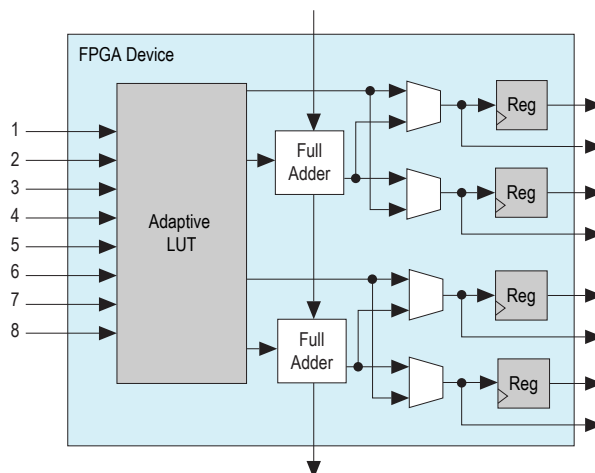 FPGA Device
1
2
3
4
5
6
7
8
Adaptive
LUT
Full
Adder
Full
Adder
Reg
Reg
Reg
Reg